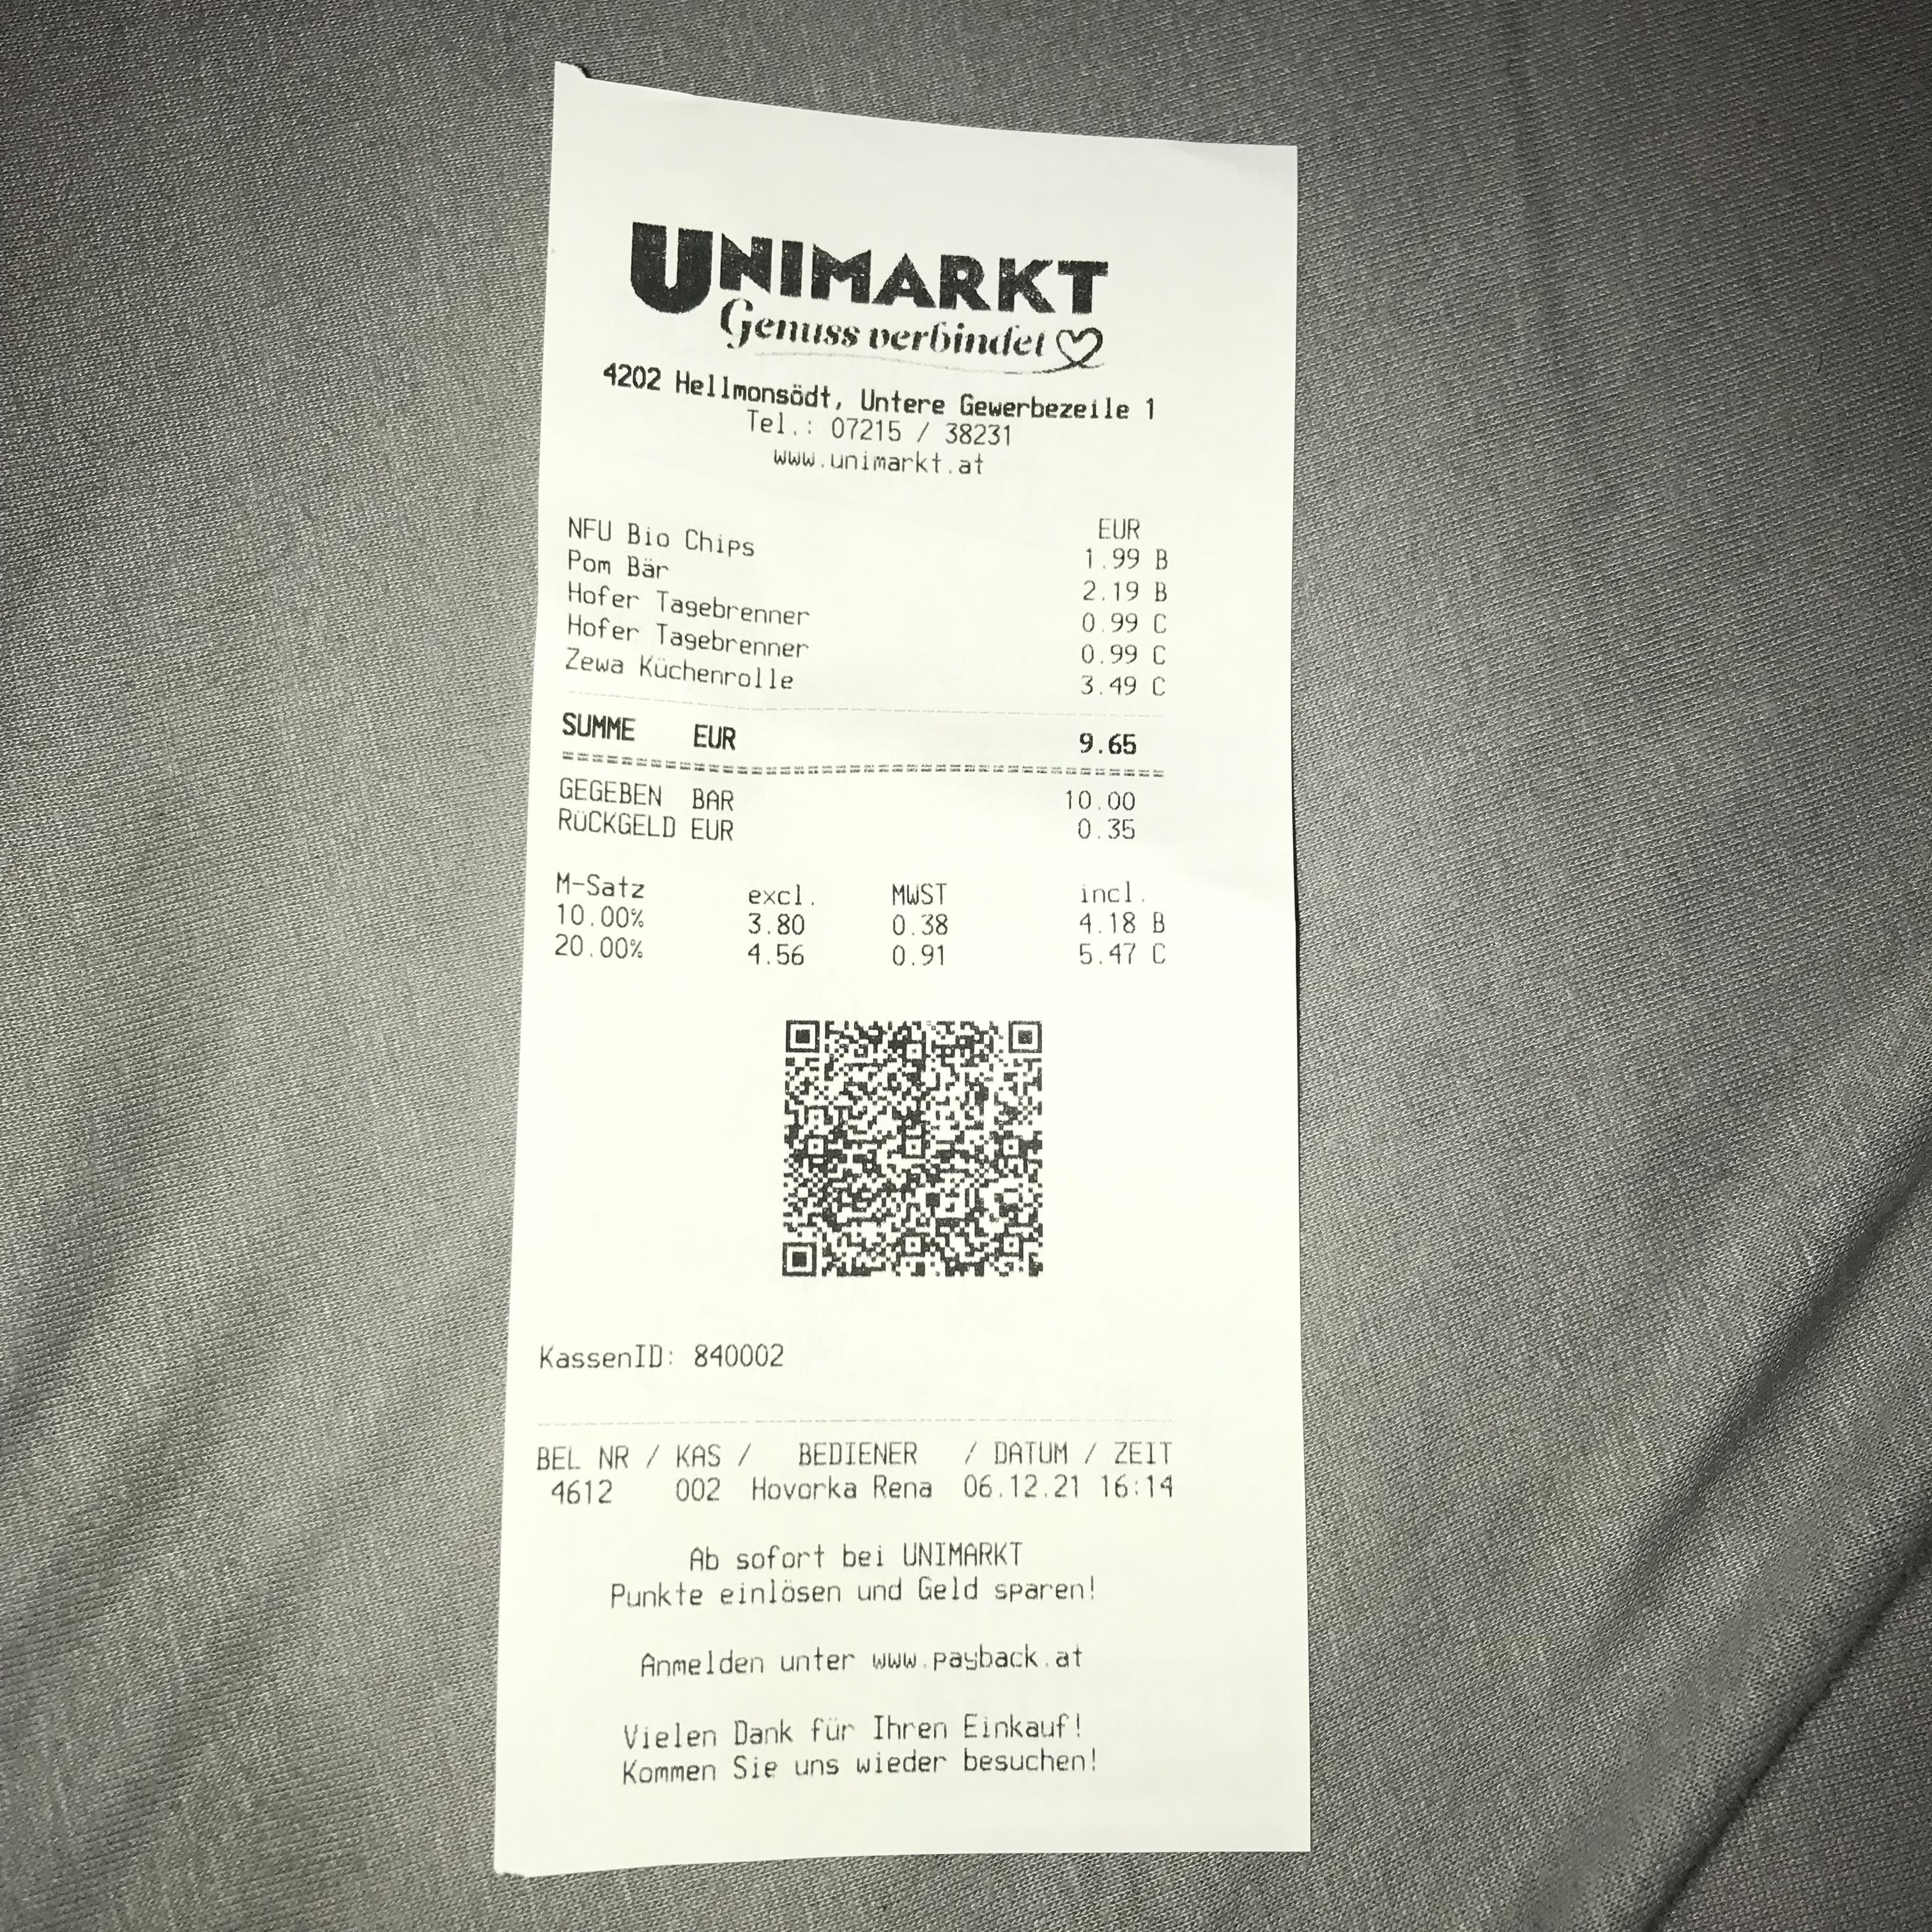 UNIMARKT
Genuss verbindet
4202 Hellmonsödt, Untere Gewerbezeile 1
Tel.: 07215 / 38231
www.unimarkt.at
EUR
NFU Bio Chips 1.99 B
Pom Bär 2.19 B
Hofer Tagebrenner 0.99 C
Hofer Tagebrenner 0.99 C
Zewa Küchenrolle 3.49 C
SUMME EUR 9.65
GEGEBEN BAR 10.00
RÜCKGELD EUR 0.35
M-Satz excl. MWST incl.
10.00% 3.80 0.38 4.18 B
20.00% 4.56 0.91 5.47 C
KassenID: 840002
BEL NR / KAS / BEDIENER / DATUM / ZEIT
4612 002 Hovorka Rena 06.12.21 16:14
Ab sofort bei UNIMARKT
Punkte einlösen und Geld sparen!
Anmelden unter www.payback.at
Vielen Dank für Ihren Einkauf!
Kommen Sie uns wieder besuchen!